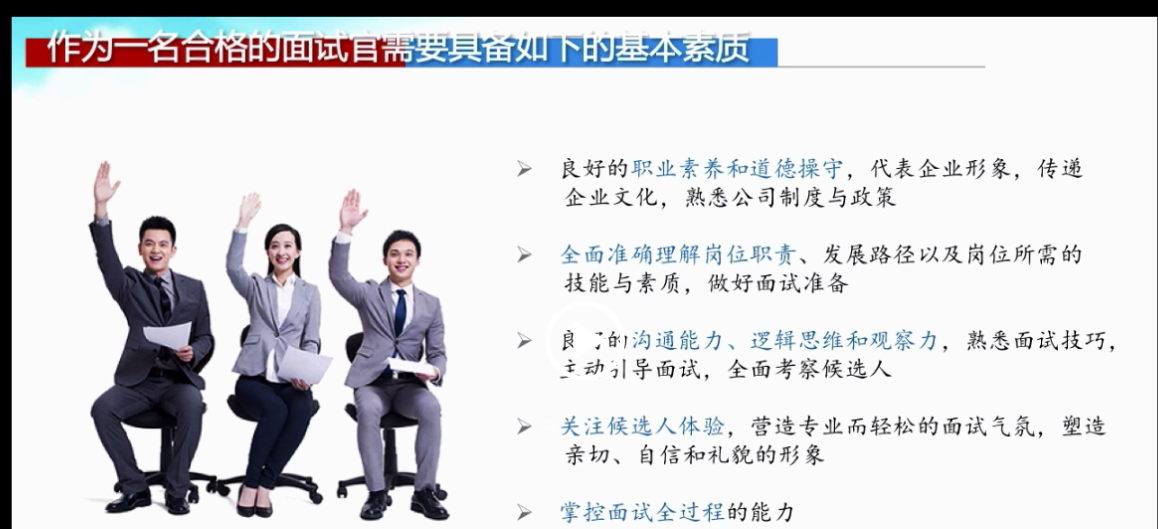 作为一名合格的面试官需要具备如下的基本素质
➢ 良好的职业素养和道德操守，代表企业形象，传递
企业文化，熟悉公司制度与政策
➢ 全面准确理解岗位职责、发展路径以及岗位所需的
技能与素质，做好面试准备
➢ 良好的沟通能力、逻辑思维和观察力，熟悉面试技巧，
主动引导面试，全面考察候选人
➢ 关注候选人体验，营造专业而轻松的面试气氛，塑造
亲切、自信和礼貌的形象
➢ 掌控面试全过程的能力